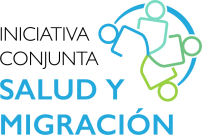 INICIATIVA
CONJUNTA
SALUD Y
MIGRACIÓN